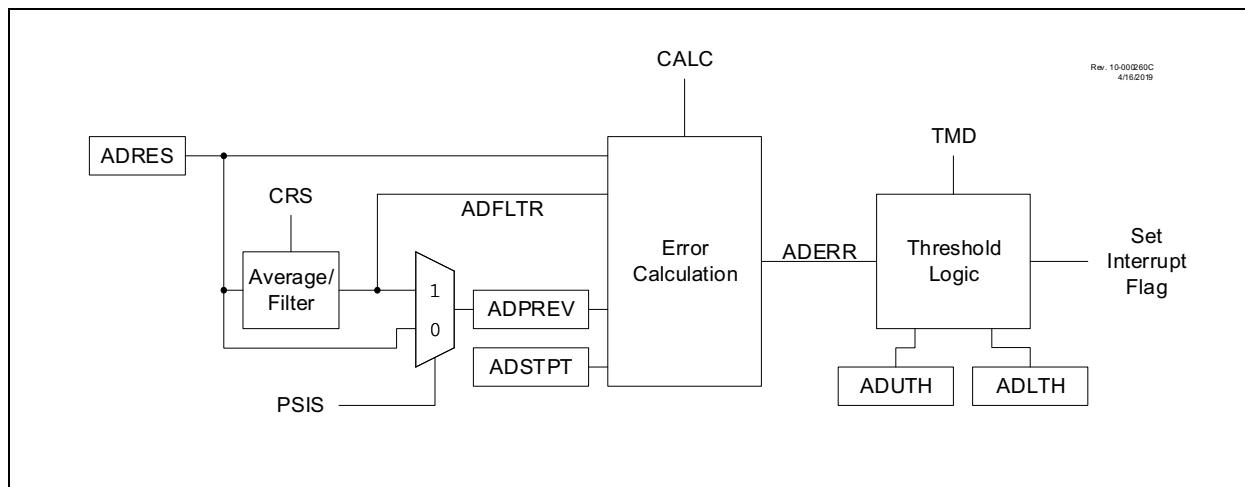 CALC
Rev. 10-000260C
4/16/2019
ADRES
TMD
CRS
ADFLTR
Average/
Filter
1
0
ADPREV
ADSTPT
PSIS
Error
Calculation
ADERR
Threshold
Logic
Set
Interrupt
Flag
ADUTH
ADLTH